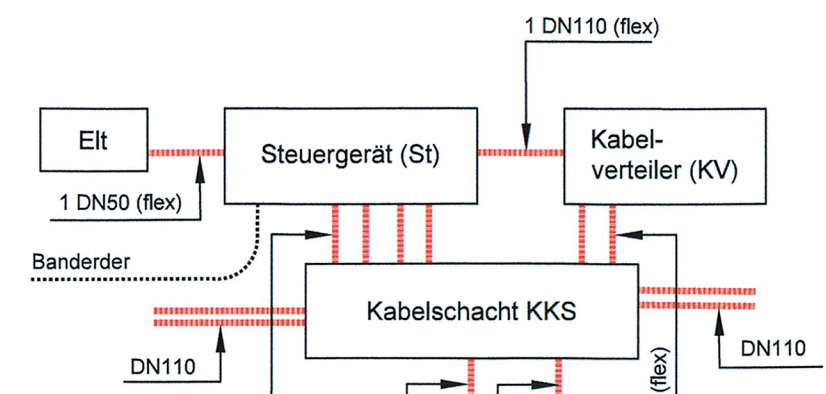 1 DN110 (flex)
Elt
Steuergerät (St)
Kabel-
verteiler (KV)
1 DN50 (flex)
Banderder
Kabelschacht KKS
DN110
DN110
(flex)